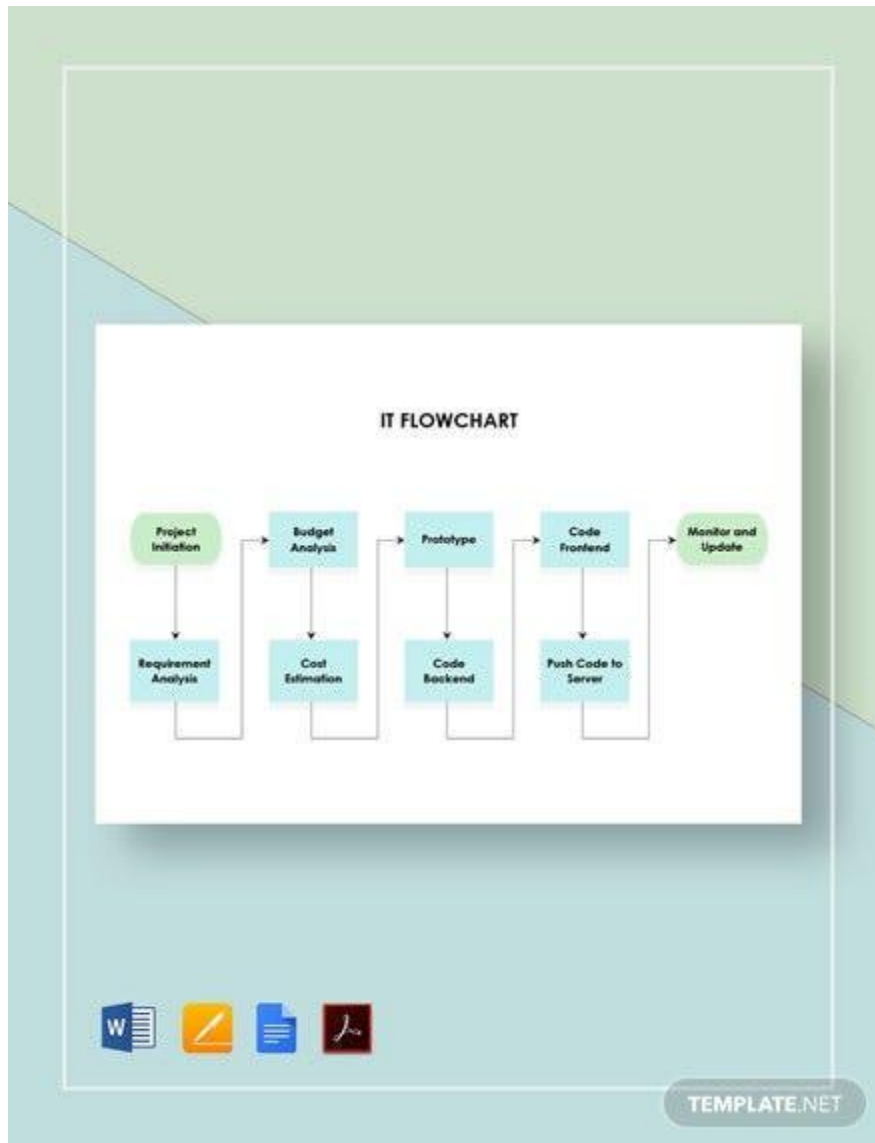 IT FLOWCHART
Project
Initiation
Requirement
Analysis
Budget
Analysis
Cost
Estimation
Prototype
Code
Backend
Code
Frontend
Push Code to
Server
Monitor and
Update
W
TEMPLATE.NET